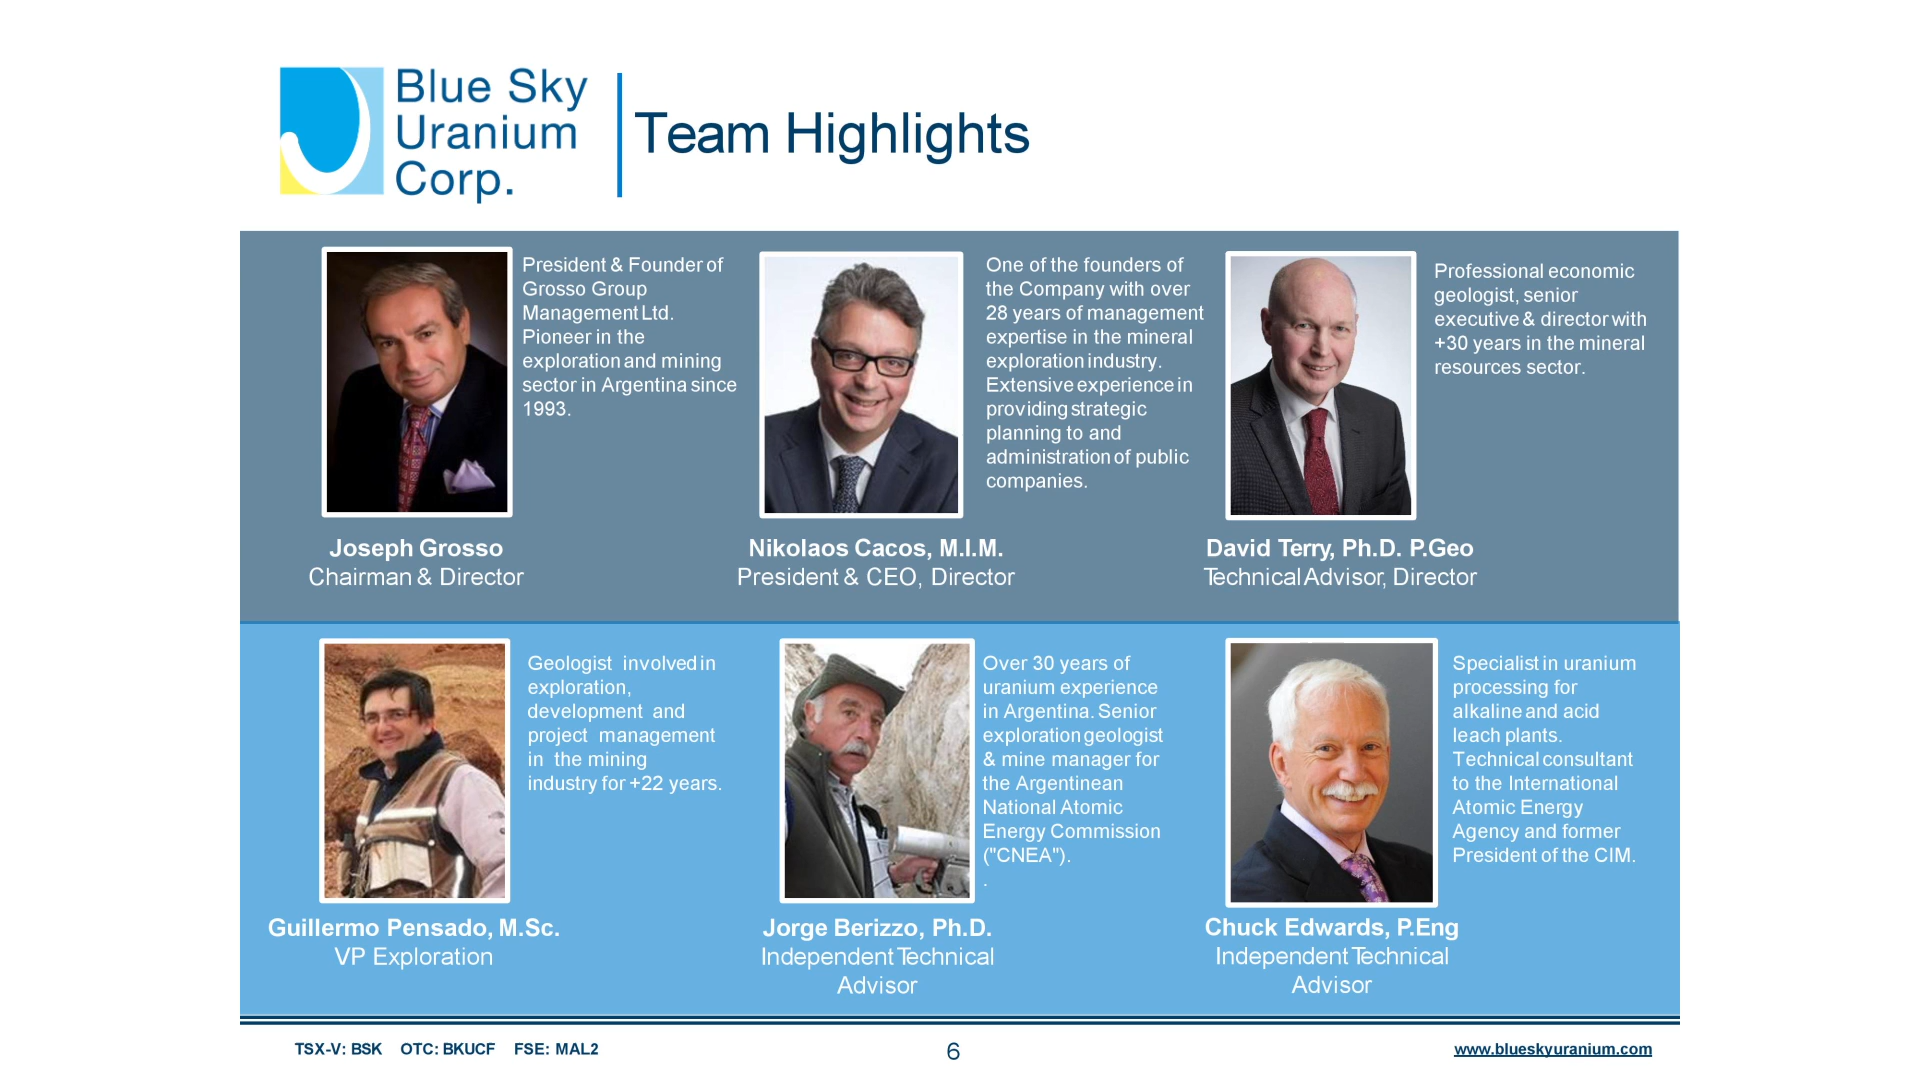 Blue Sky
Uranium
Corp.
Team Highlights
President & Founder of
Grosso Group
Management Ltd.
Pioneer in the
exploration and mining
sector in Argentina since
1993.
Joseph Grosso
Chairman & Director
One of the founders of
the Company with over
28 years of management
expertise in the mineral
exploration industry.
Extensive experience in
providing strategic
planning to and
administration of public
companies.
Nikolaos Cacos, M.I.M.
President & CEO, Director
Professional economic
geologist, senior
executive & director with
+30 years in the mineral
resources sector.
David Terry, Ph.D. P.Geo
Technical Advisor, Director
Geologist involved in
exploration,
development and
project management
in the mining
industry for +22 years.
Guillermo Pensado, M.Sc.
VP Exploration
Over 30 years of
uranium experience
in Argentina. Senior
exploration geologist
& mine manager for
the Argentinean
National Atomic
Energy Commission
("CNEA").
.
Jorge Berizzo, Ph.D.
Independent Technical
Advisor
Specialist in uranium
processing for
alkaline and acid
leach plants.
Technical consultant
to the International
Atomic Energy
Agency and former
President of the CIM.
Chuck Edwards, P.Eng
Independent Technical
Advisor
TSX-V: BSK OTC: BKUCF FSE: MAL2
6
www.blueskyuranium.com